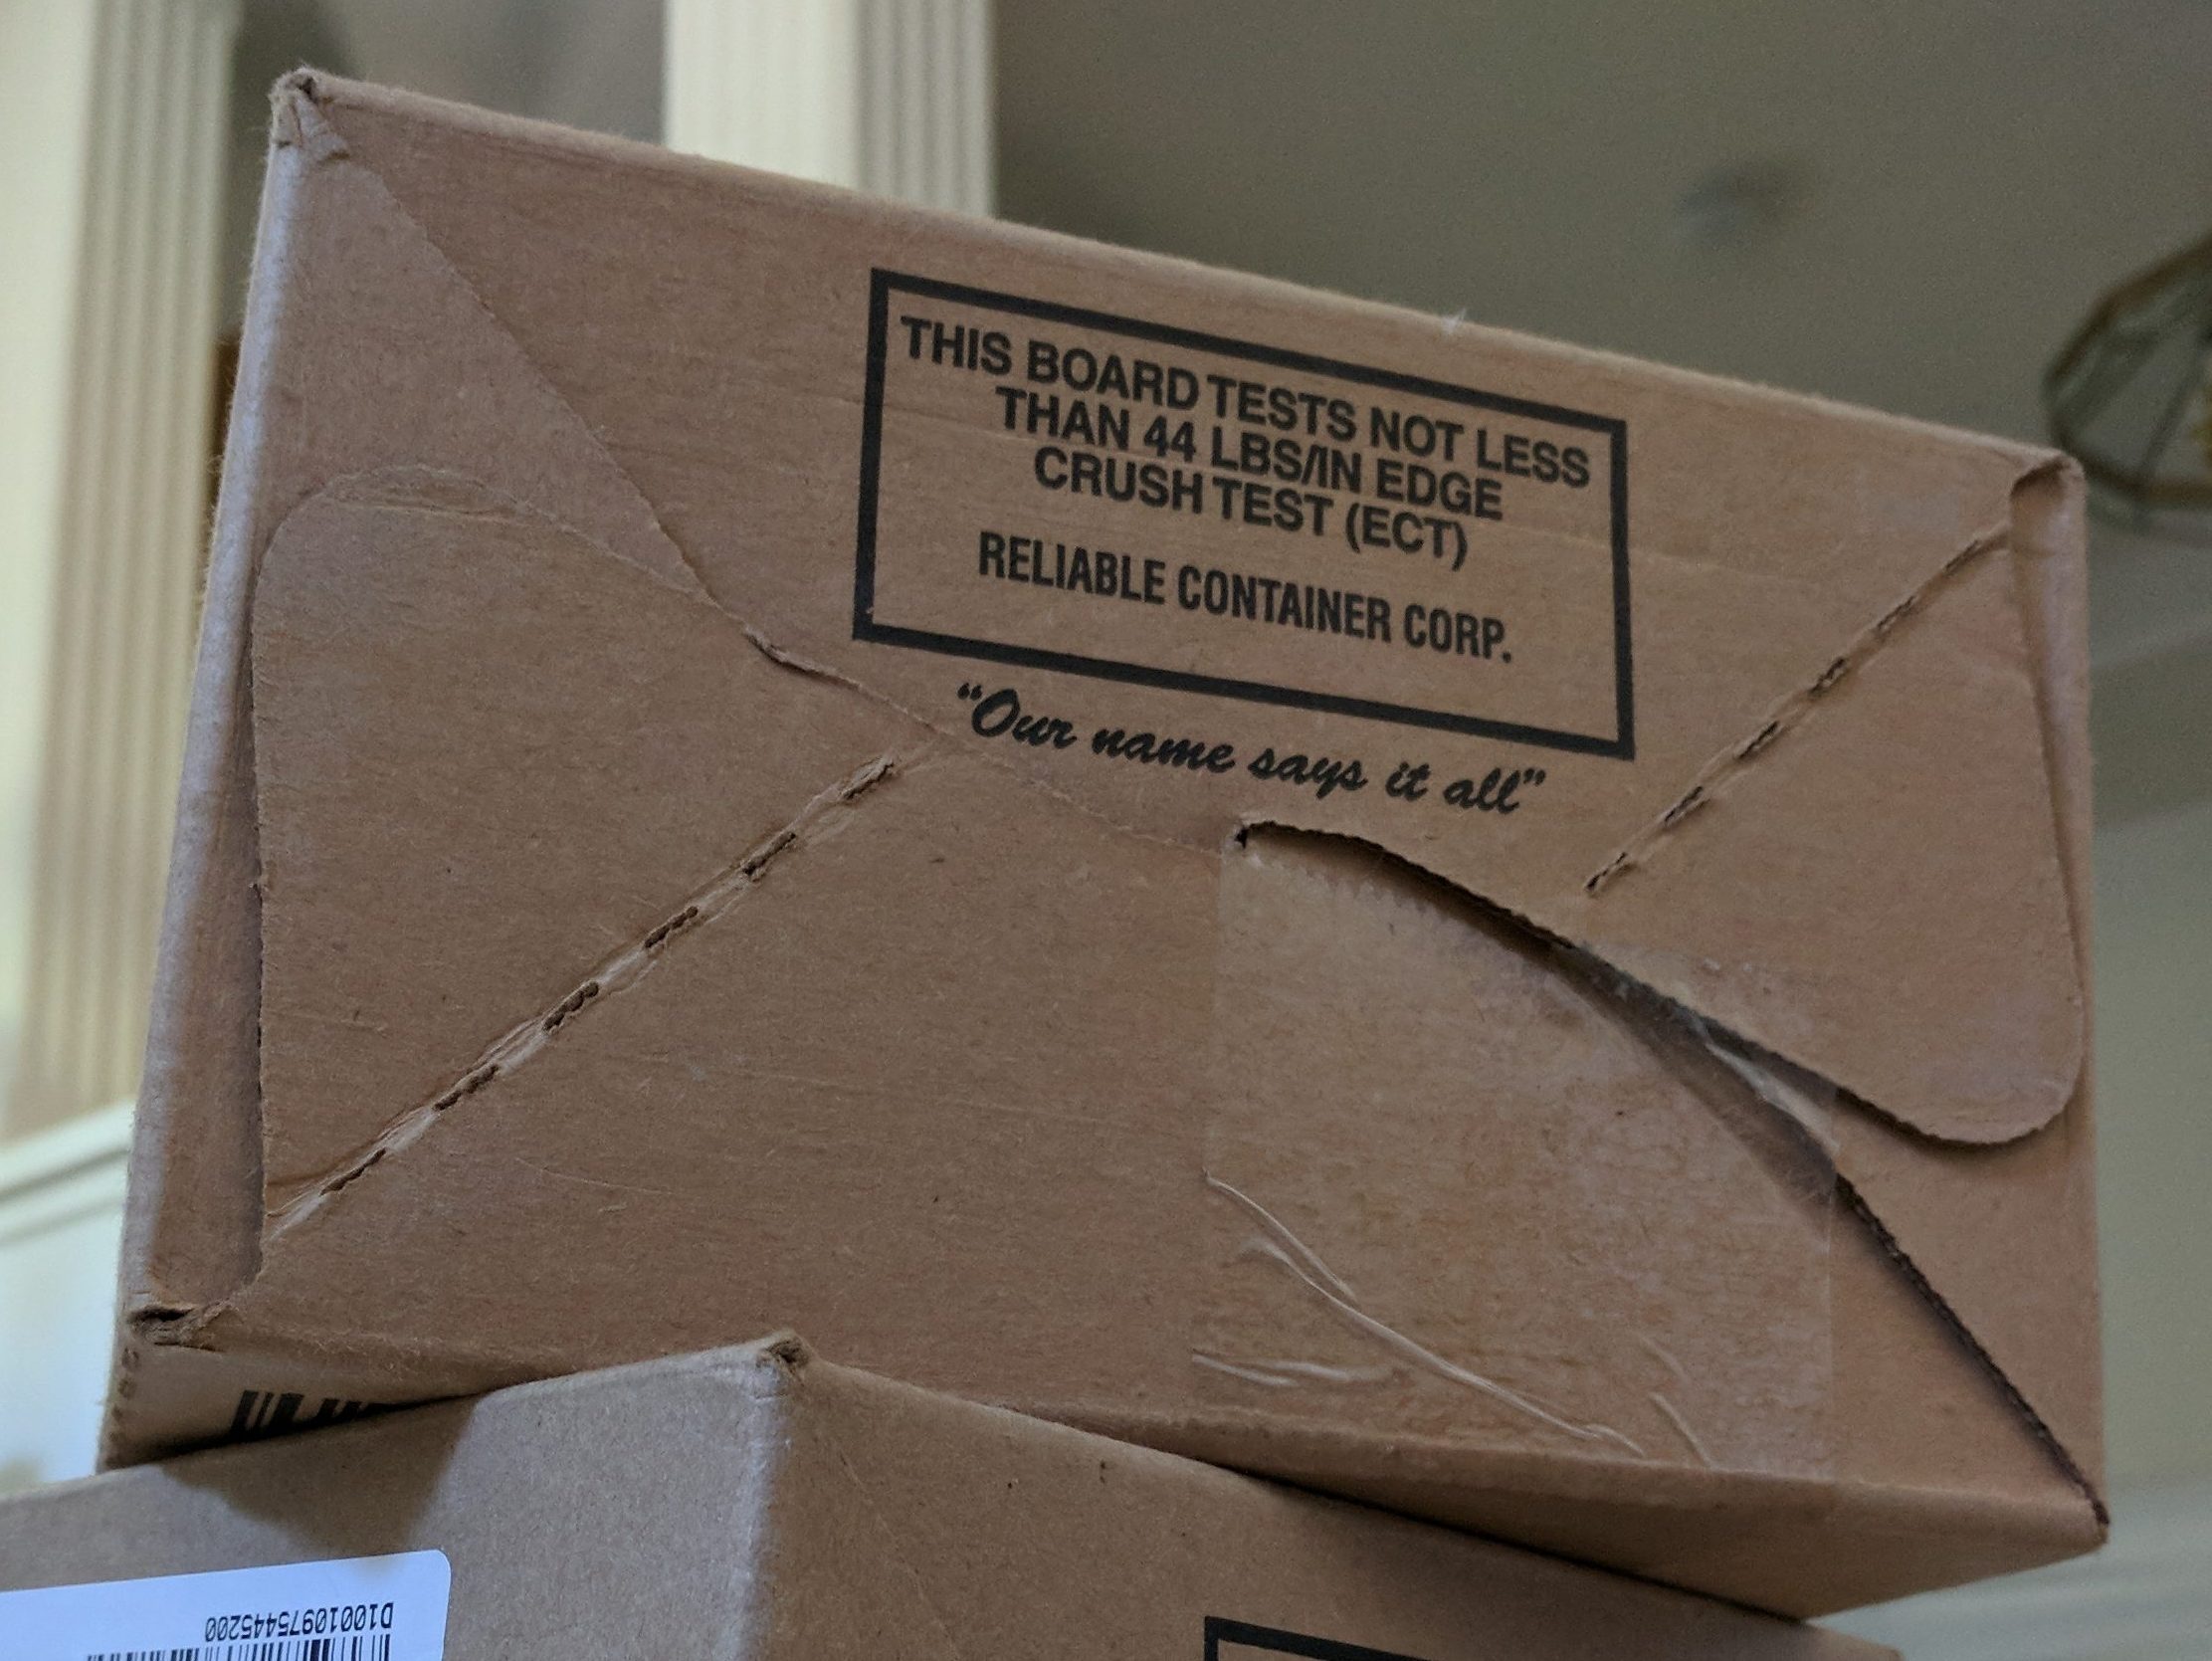 THIS BOARD TESTS NOT LESS
THAN 44 LBS/IN EDGE
CRUSH TEST (ECT)
RELIABLE CONTAINER CORP.
“Our name says it all”
D10010975445200